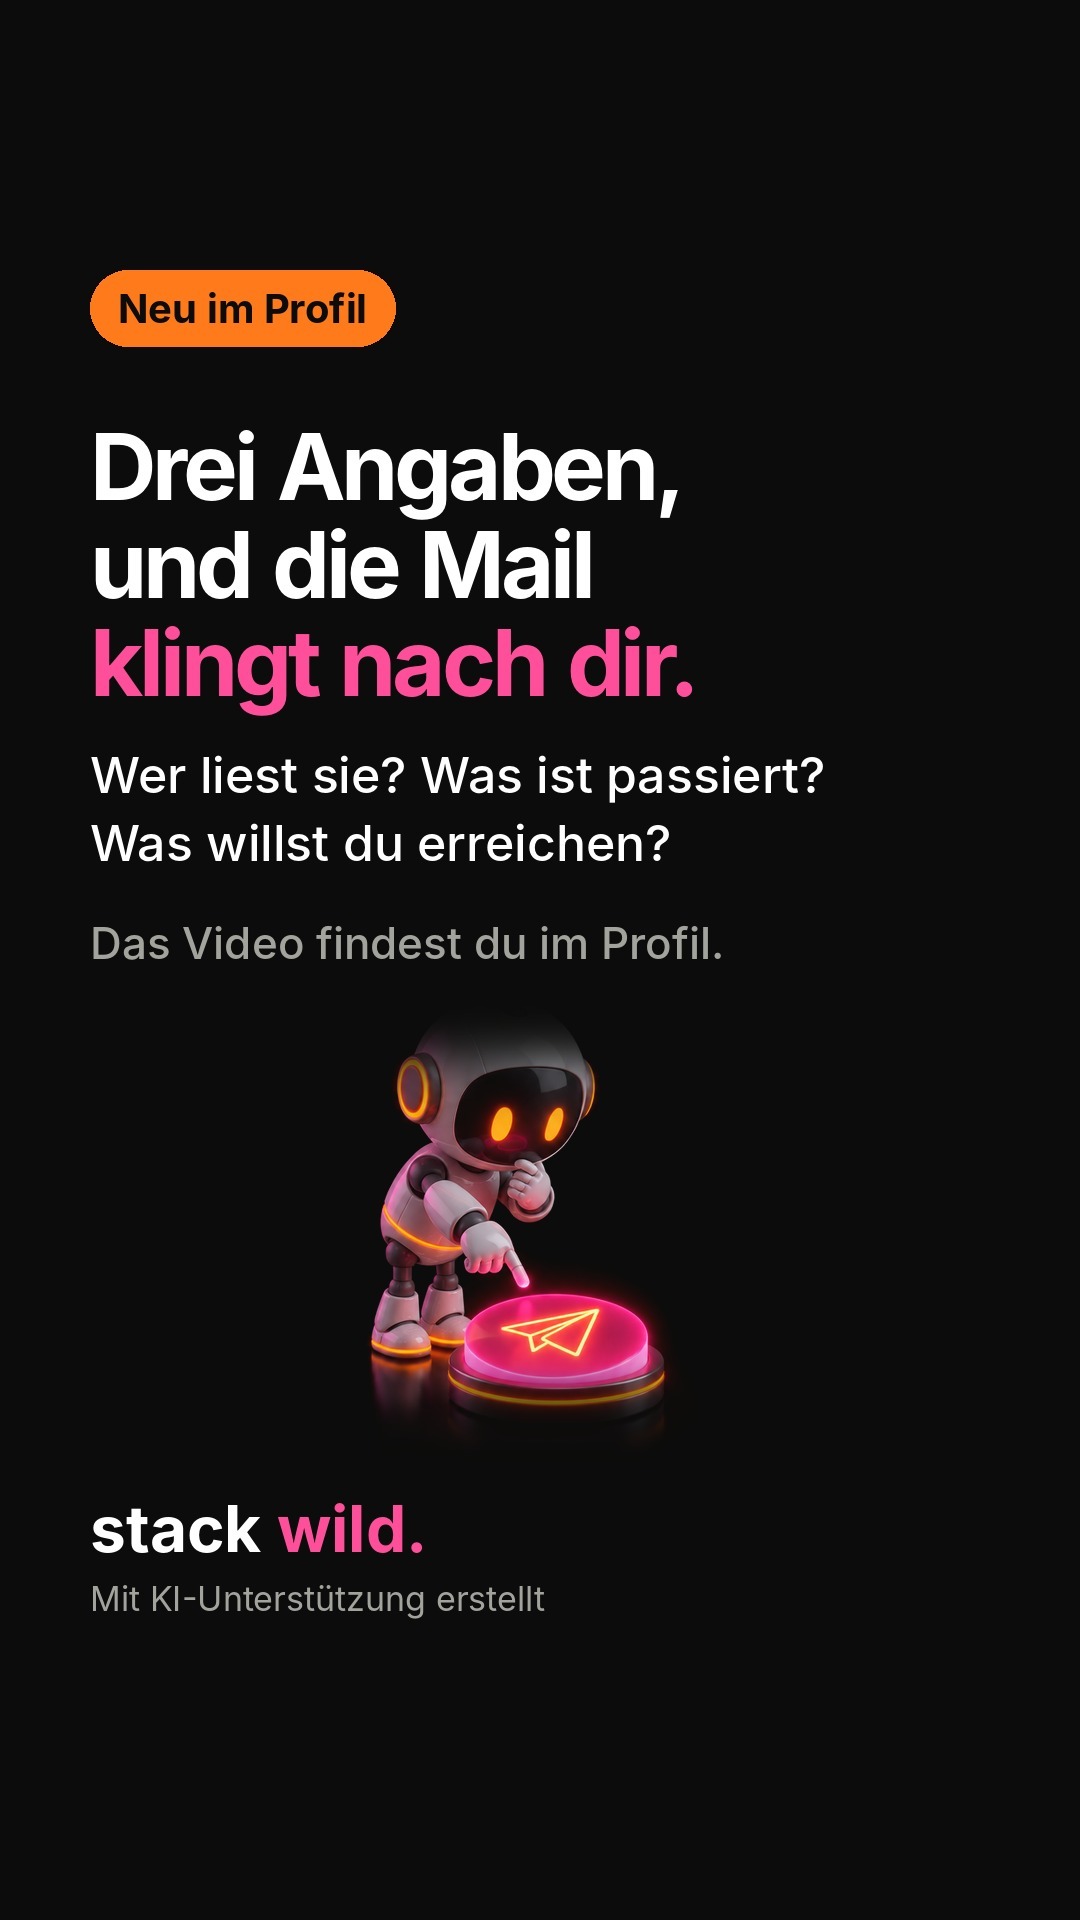 Neu im Profil
Drei Angaben,
und die Mail
klingt nach dir.
Wer liest sie? Was ist passiert?
Was willst du erreichen?
Das Video findest du im Profil.
stack wild.
Mit KI-Unterstützung erstellt